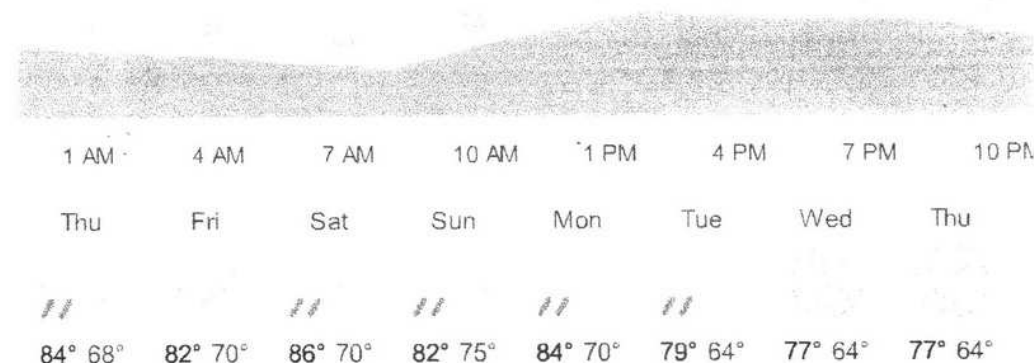 1 AM 4 AM 7 AM 10 AM 1 PM 4 PM 7 PM 10 PM
Thu Fri Sat Sun Mon Tue Wed Thu
84° 68° 82° 70° 86° 70° 82° 75° 84° 70° 79° 64° 77° 64° 77° 64°